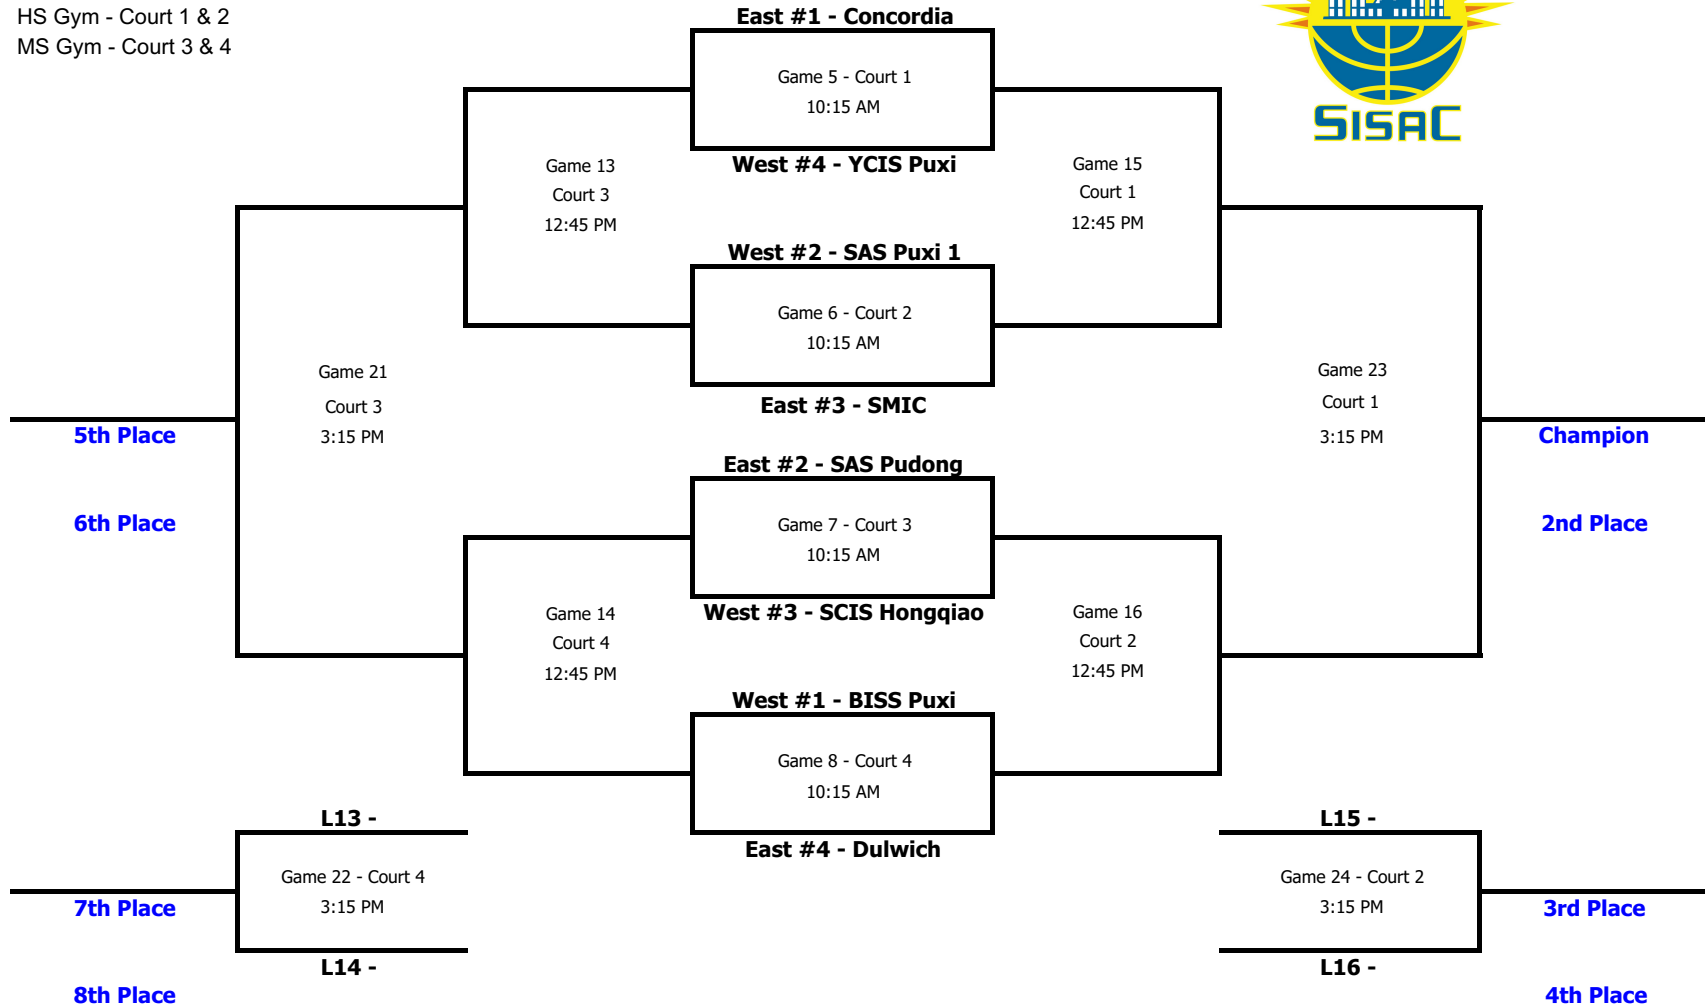 HS Gym - Court 1 & 2
MS Gym - Court 3 & 4
SISAC
East #1 - Concordia
Game 5 - Court 1
10:15 AM
West #4 - YCIS Puxi
Game 13
Court 3
12:45 PM
Game 15
Court 1
12:45 PM
West #2 - SAS Puxi 1
Game 6 - Court 2
10:15 AM
East #3 - SMIC
Game 21
Court 3
3:15 PM
Game 23
Court 1
3:15 PM
5th Place
Champion
East #2 - SAS Pudong
6th Place
Game 7 - Court 3
10:15 AM
2nd Place
West #3 - SCIS Hongqiao
Game 14
Court 4
12:45 PM
Game 16
Court 2
12:45 PM
West #1 - BISS Puxi
Game 8 - Court 4
10:15 AM
East #4 - Dulwich
L13 -
Game 22 - Court 4
3:15 PM
7th Place
L14 -
8th Place
L15 -
Game 24 - Court 2
3:15 PM
3rd Place
L16 -
4th Place